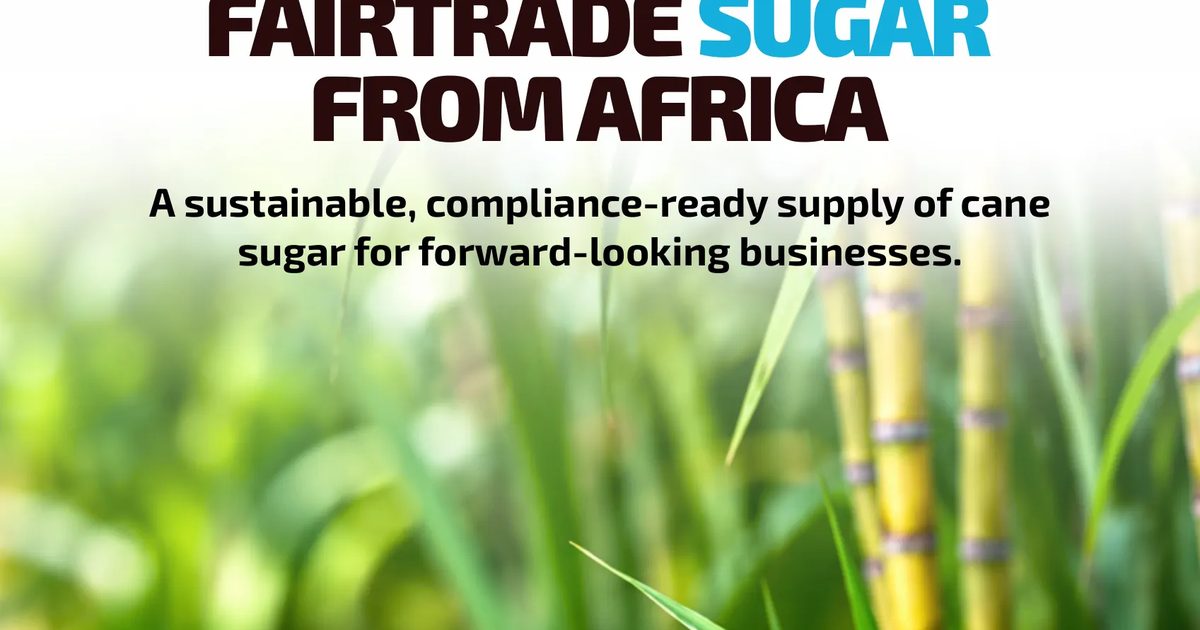 FAIRTRADE SUGAR
FROM AFRICA
A sustainable, compliance-ready supply of cane
sugar for forward-looking businesses.